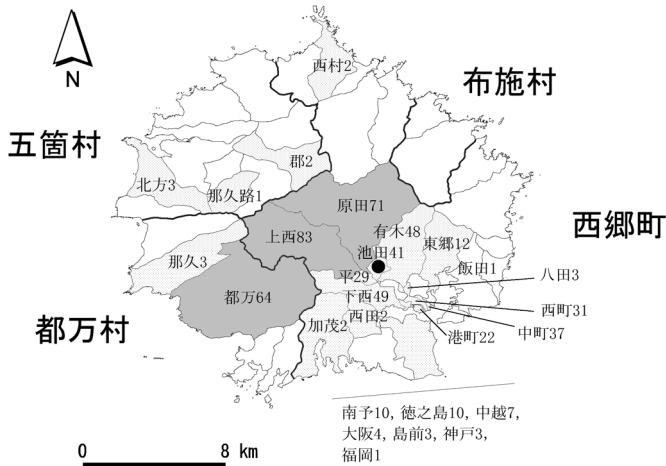 西村2
布施村
N
五箇村
郡2
北方3
那久路1
原田71
西郷町
有木48
上西83
東郷12
池田41
那久3
飯田1
平29
八田3
都万64
下西49
西町31
都万村
加茂2
西田2
中町37
港町22
南予10, 徳之島10, 中越7,
大阪4, 島前3, 神戸3,
福岡1
0 8 km